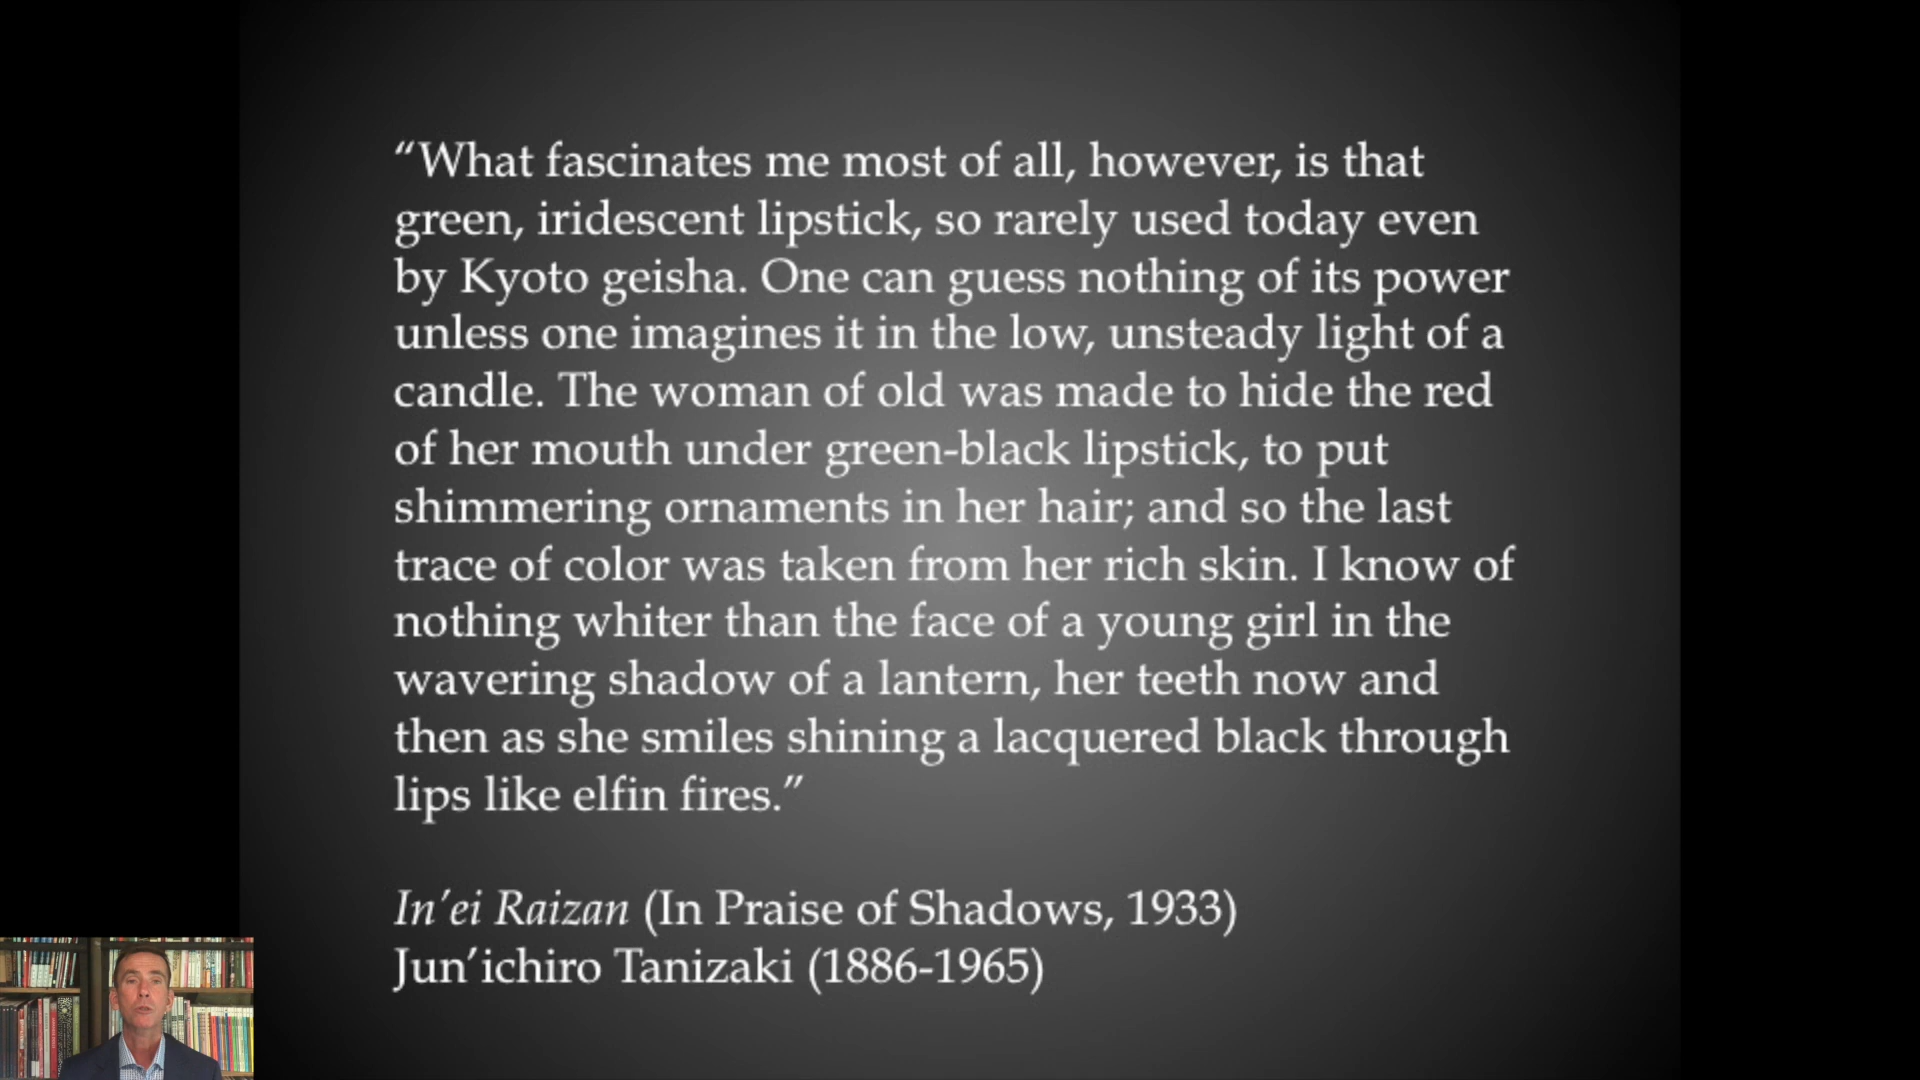 “What fascinates me most of all, however, is that
green, iridescent lipstick, so rarely used today even
by Kyoto geisha. One can guess nothing of its power
unless one imagines it in the low, unsteady light of a
candle. The woman of old was made to hide the red
of her mouth under green-black lipstick, to put
shimmering ornaments in her hair; and so the last
trace of color was taken from her rich skin. I know of
nothing whiter than the face of a young girl in the
wavering shadow of a lantern, her teeth now and
then as she smiles shining a lacquered black through
lips like elfin fires.”
In’ei Raizan (In Praise of Shadows, 1933)
Jun’ichiro Tanizaki (1886-1965)